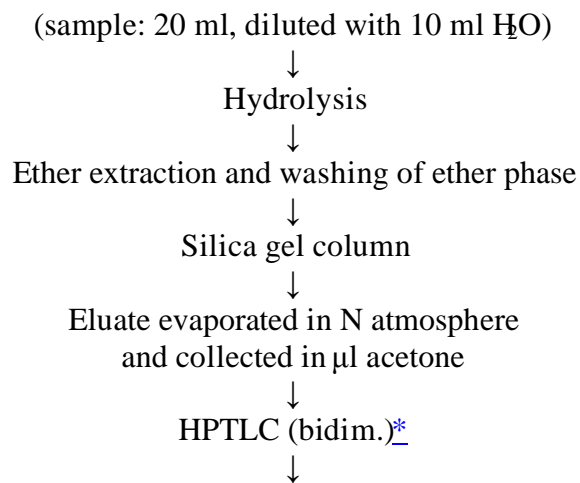 (sample: 20 ml, diluted with 10 ml H2O)
↓
Hydrolysis
↓
Ether extraction and washing of ether phase
↓
Silica gel column
↓
Eluate evaporated in N atmosphere
and collected in µl acetone
↓
HPTLC (bidim.)*
↓